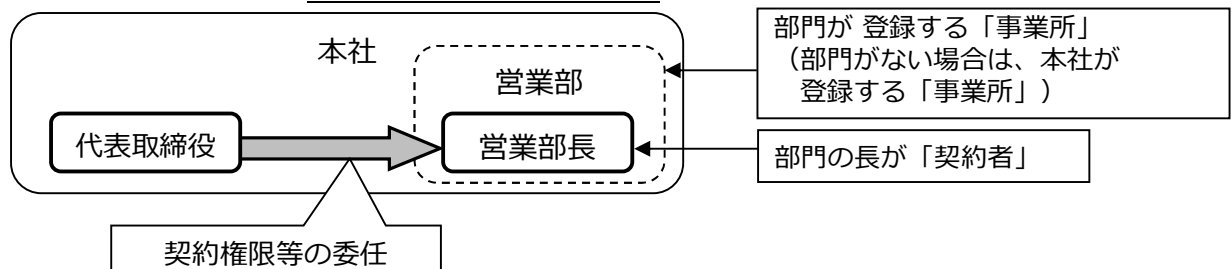 本社
営業部
代表取締役
営業部長
契約権限等の委任
部門が 登録する「事業所」
（部門がない場合は、本社が
登録する「事業所」）
部門の長が「契約者」